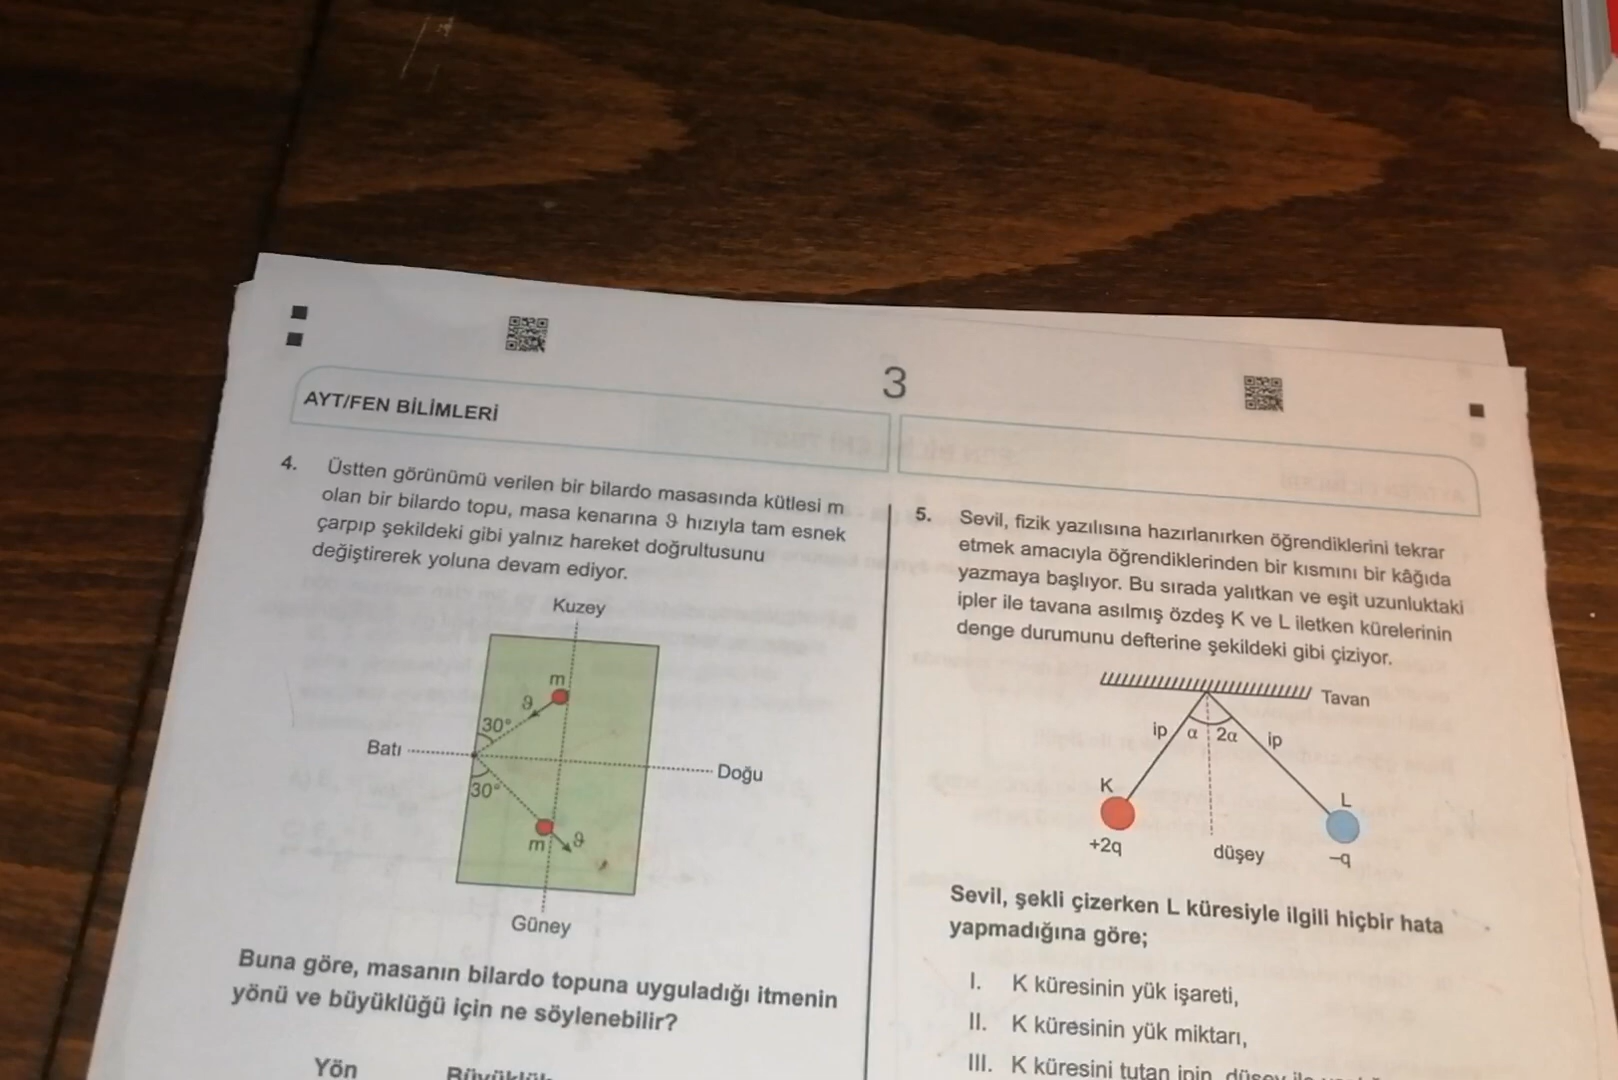 3
AYT/FEN BİLİMLERİ
4. Üstten görünümü verilen bir bilardo masasında kütlesi m
olan bir bilardo topu, masa kenarına ϑ hızıyla tam esnek
çarpıp şekildeki gibi yalnız hareket doğrultusunu
değiştirerek yoluna devam ediyor.
Kuzey
m
ϑ
30°
Batı
Doğu
30°
m
ϑ
Güney
Buna göre, masanın bilardo topuna uyguladığı itmenin
yönü ve büyüklüğü için ne söylenebilir?
Yön Büyüklük
5. Sevil, fizik yazılısına hazırlanırken öğrendiklerini tekrar
etmek amacıyla öğrendiklerinden bir kısmını bir kâğıda
yazmaya başlıyor. Bu sırada yalıtkan ve eşit uzunluktaki
ipler ile tavana asılmış özdeş K ve L iletken kürelerinin
denge durumunu defterine şekildeki gibi çiziyor.
Tavan
ip α 2α ip
K
L
+2q
düşey
–q
Sevil, şekli çizerken L küresiyle ilgili hiçbir hata
yapmadığına göre;
I. K küresinin yük işareti,
II. K küresinin yük miktarı,
III. K küresini tutan ipin düşey ile